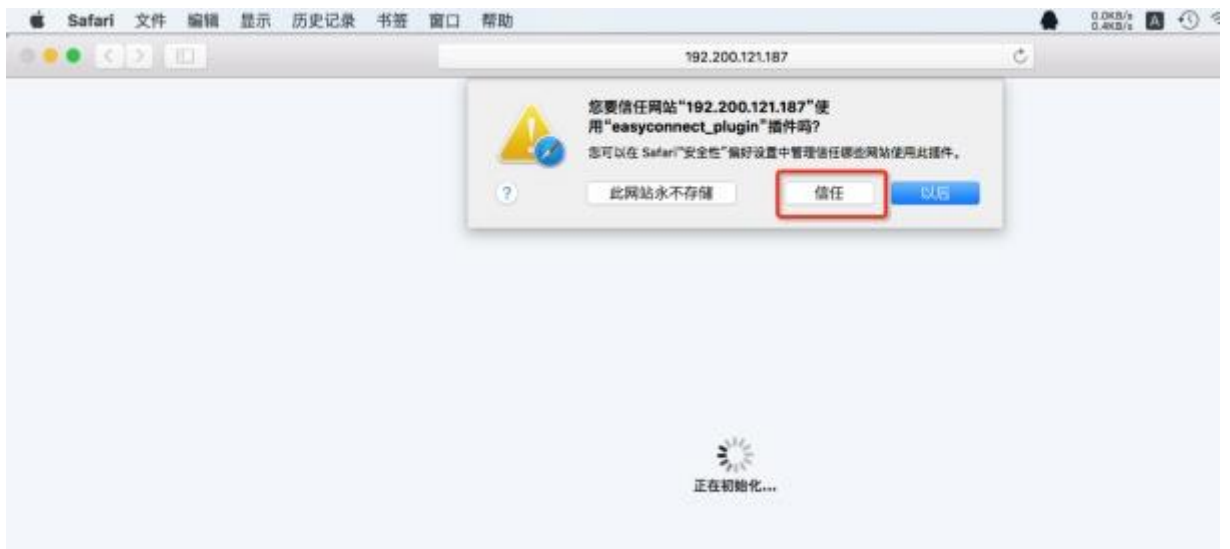 Safari 文件 编辑 显示 历史记录 书签 窗口 帮助 0.0KB/s A
0.4KB/s
192.200.121.187
您要信任网站“192.200.121.187”使
用“easyconnect_plugin”插件吗?
您可以在 Safari“安全性”偏好设置中管理信任哪些网站使用此插件。
? 此网站永不存储 信任 以后
正在初始化...